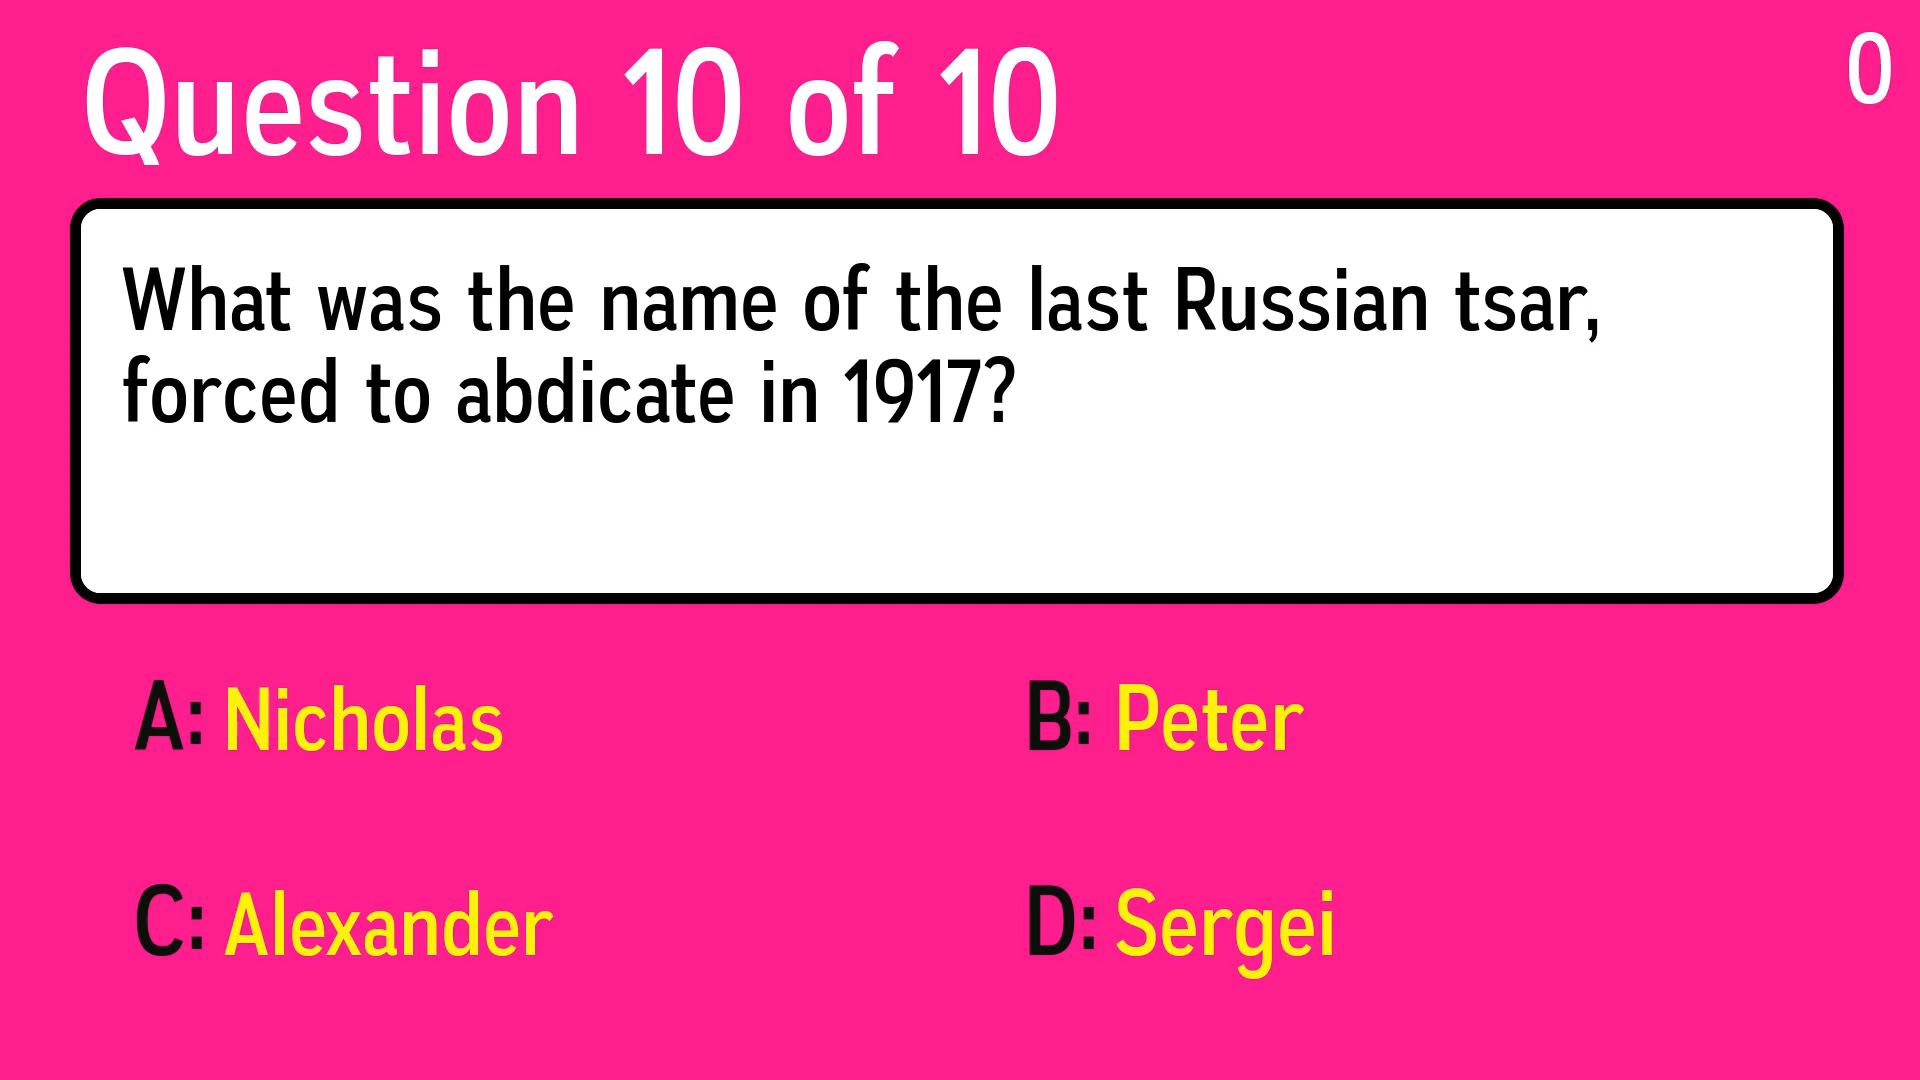 Question 10 of 10
0
What was the name of the last Russian tsar,
forced to abdicate in 1917?
A: Nicholas
B: Peter
C: Alexander
D: Sergei